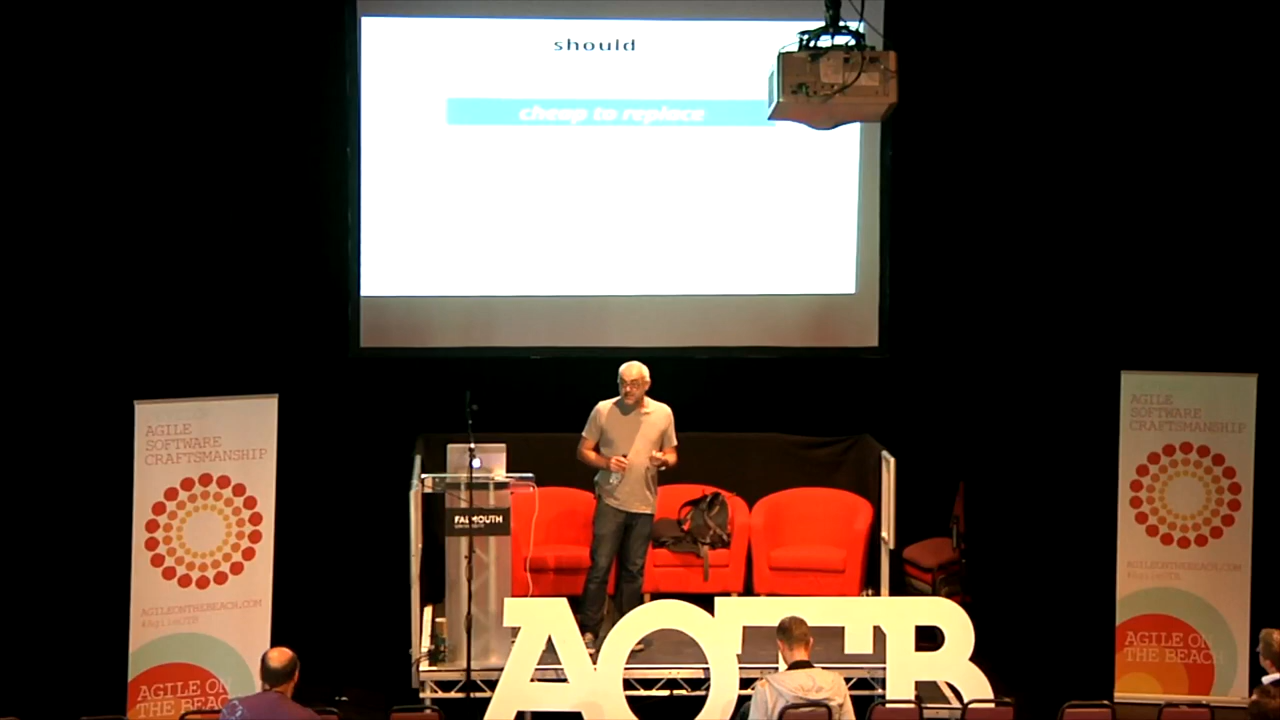 should
cheap to replace
AGILE
SOFTWARE
CRAFTSMANSHIP
AGILEONTHEBEACH.COM
AGILE ON
THE BEACH
FALMOUTH
UNIVERSITY
AOTB
AGILE
SOFTWARE
CRAFTSMANSHIP
AGILEONTHEBEACH.COM
AGILE ON
THE BEACH